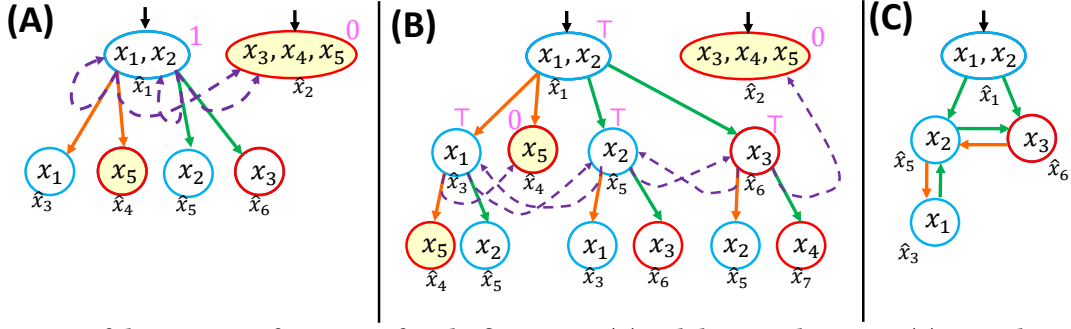 (A)
x₁, x₂ 1
x̂₁
x₃, x₄, x₅ 0
x̂₂
x₁
x̂₃
x₅
x̂₄
x₂
x̂₅
x₃
x̂₆
(B)
x₁, x₂ ⊤
x̂₁
x₃, x₄, x₅ 0
x̂₂
x₁ ⊤
x̂₃
x₅ 0
x̂₄
x₂ ⊤
x̂₅
x₃ ⊤
x̂₆
x₅
x̂₄
x₂
x̂₅
x₁
x̂₃
x₃
x̂₆
x₂
x̂₅
x₄
x̂₇
(C)
x₁, x₂
x̂₁
x₂
x̂₅
x₃
x̂₆
x₁
x̂₃